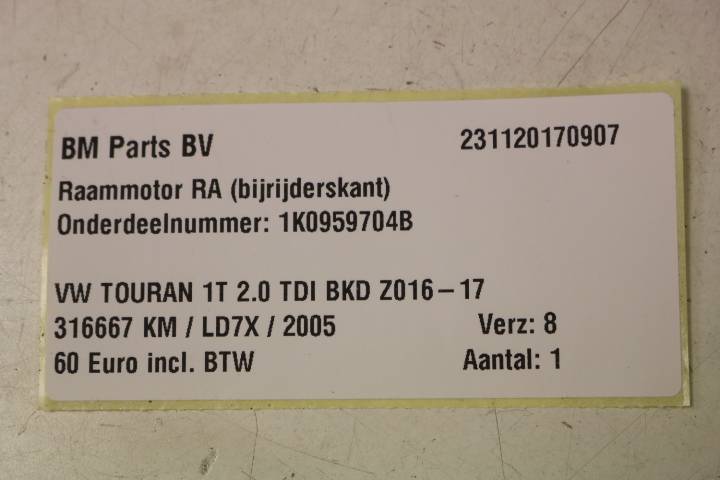 BM Parts BV 231120170907
Raammotor RA (bijrijderskant)
Onderdeelnummer: 1K0959704B
VW TOURAN 1T 2.0 TDI BKD Z016-17
316667 KM / LD7X / 2005 Verz: 8
60 Euro incl. BTW Aantal: 1